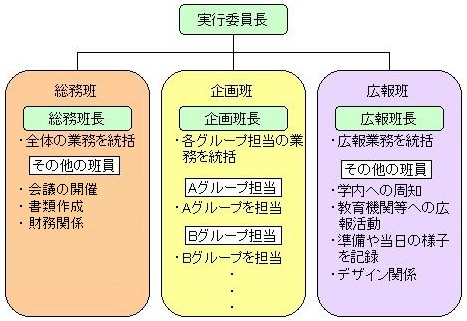 実行委員長
総務班
総務班長
・全体の業務を統括
その他の班員
・会議の開催
・書類作成
・財務関係
企画班
企画班長
・各グループ担当の業
務を統括
Aグループ担当
・Aグループを担当
Bグループ担当
・Bグループを担当
・
・
・
広報班
広報班長
・広報業務を統括
その他の班員
・学内への周知
・教育機関等への広
報活動
・準備や当日の様子
を記録
・デザイン関係